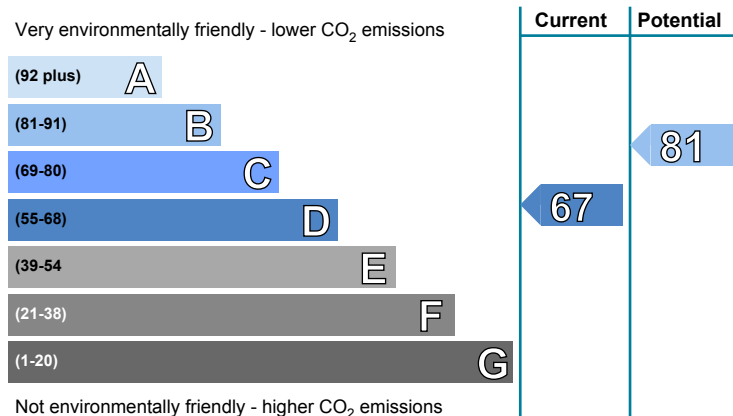 Current Potential
Very environmentally friendly - lower CO2 emissions
(92 plus) A
(81-91) B
81
(69-80) C
(55-68) D
67
(39-54 E
(21-38) F
(1-20) G
Not environmentally friendly - higher CO2 emissions